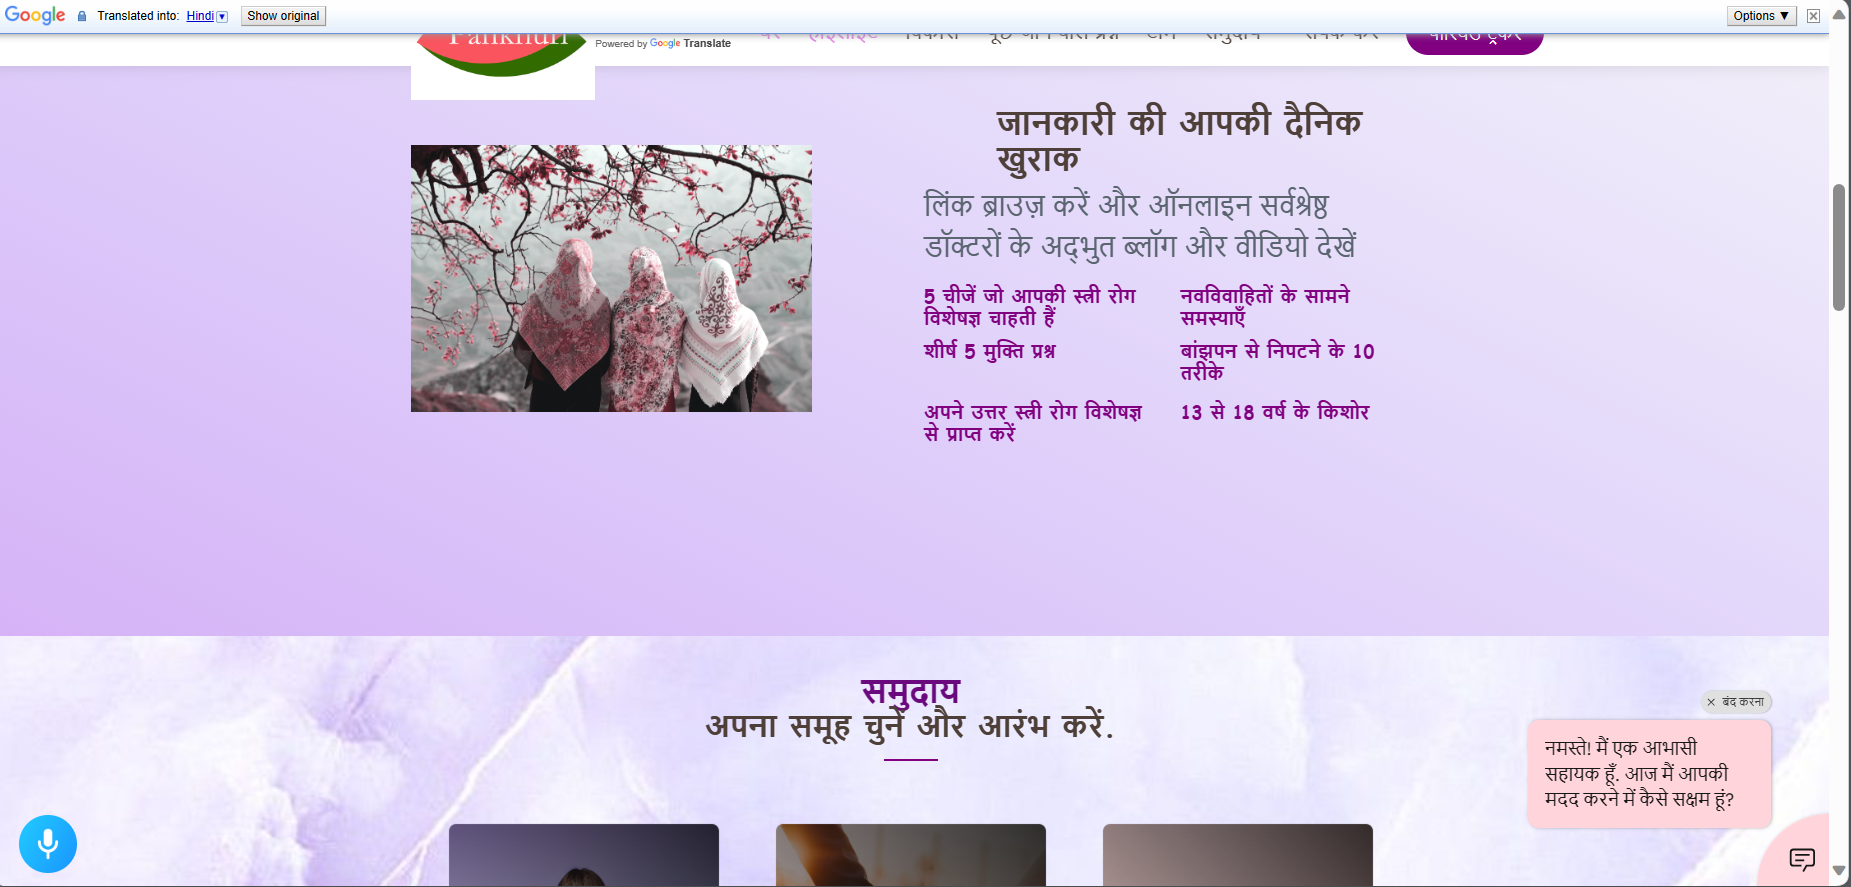 Google Translated into: Hindi Show original Options ▼
Powered by Google Translate
जानकारी की आपकी दैनिक
खुराक
लिंक ब्राउज़ करें और ऑनलाइन सर्वश्रेष्ठ
डॉक्टरों के अद्भुत ब्लॉग और वीडियो देखें
5 चीजें जो आपकी स्त्री रोग
विशेषज्ञ चाहती हैं
नवविवाहितों के सामने
समस्याएँ
शीर्ष 5 मुक्ति प्रश्न
बांझपन से निपटने के 10
तरीके
अपने उत्तर स्त्री रोग विशेषज्ञ
से प्राप्त करें
13 से 18 वर्ष के किशोर
समुदाय
अपना समूह चुनें और आरंभ करें.
× बंद करना
नमस्ते! मैं एक आभासी
सहायक हूँ. आज मैं आपकी
मदद करने में कैसे सक्षम हूं?